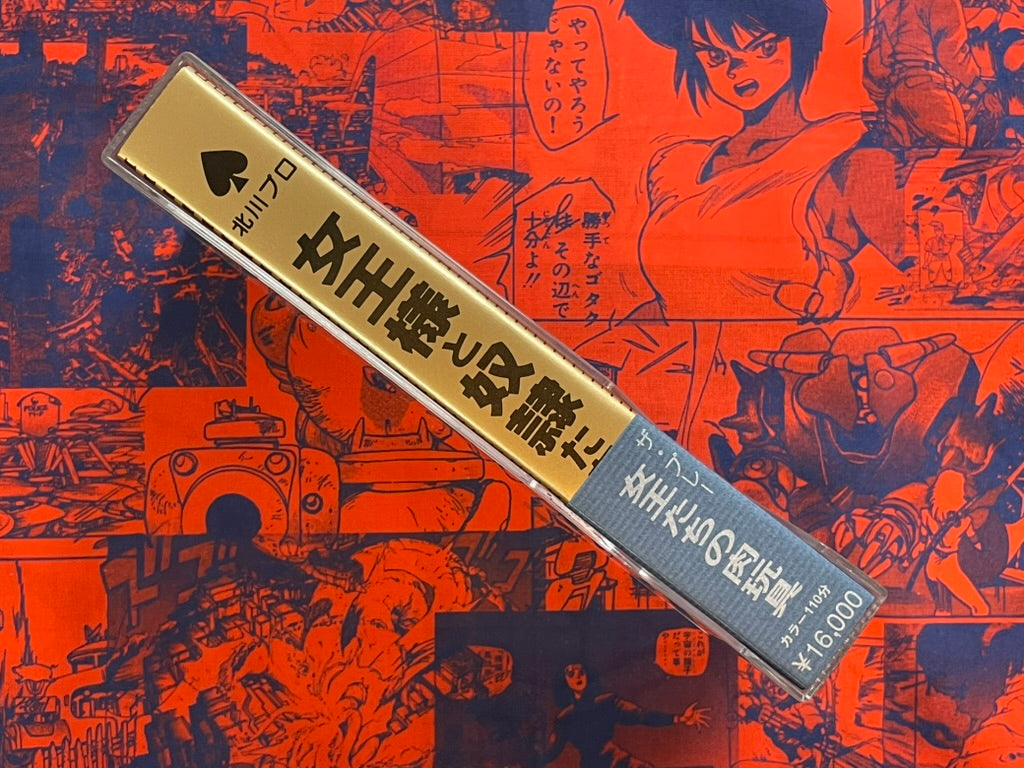 北川プロ
女王様と奴隷た
ザ・プレー
女王たちの肉玩具
カラー110分
¥16,000
やってやろう
じゃないの!
勝手なゴタク
その辺で
十分よ!!
POLICE